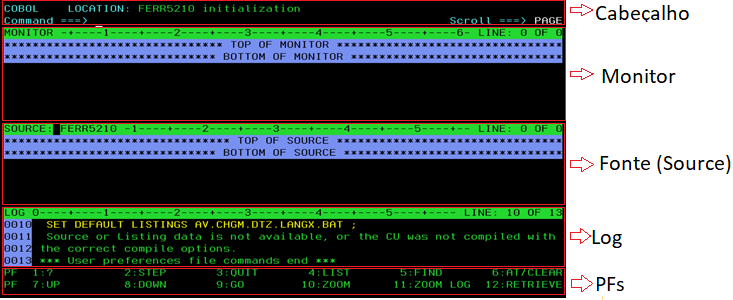 COBOL LOCATION: FERR5210 initialization
Command ===> Scroll ===> PAGE
Cabeçalho
MONITOR -+----1----+----2----+----3----+----4----+----5----+----6- LINE: 0 OF 0
****************************** TOP OF MONITOR ******************************
**************************** BOTTOM OF MONITOR ****************************
Monitor
SOURCE: FERR5210 -1----+----2----+----3----+----4----+----5----+-- LINE: 0 OF 0
****************************** TOP OF SOURCE ******************************
**************************** BOTTOM OF SOURCE ****************************
Fonte (Source)
LOG 0----+----1----+----2----+----3----+----4----+----5----+---- LINE: 10 OF 13
0010 SET DEFAULT LISTINGS AV.CHGM.DTZ.LANGX.BAT ;
0011 Source or Listing data is not available, or the CU was not compiled with
0012 the correct compile options.
0013 *** User preferences file commands end ***
Log
PF 1:? 2:STEP 3:QUIT 4:LIST 5:FIND 6:AT/CLEAR
PF 7:UP 8:DOWN 9:GO 10:ZOOM 11:ZOOM LOG 12:RETRIEVE
PFs